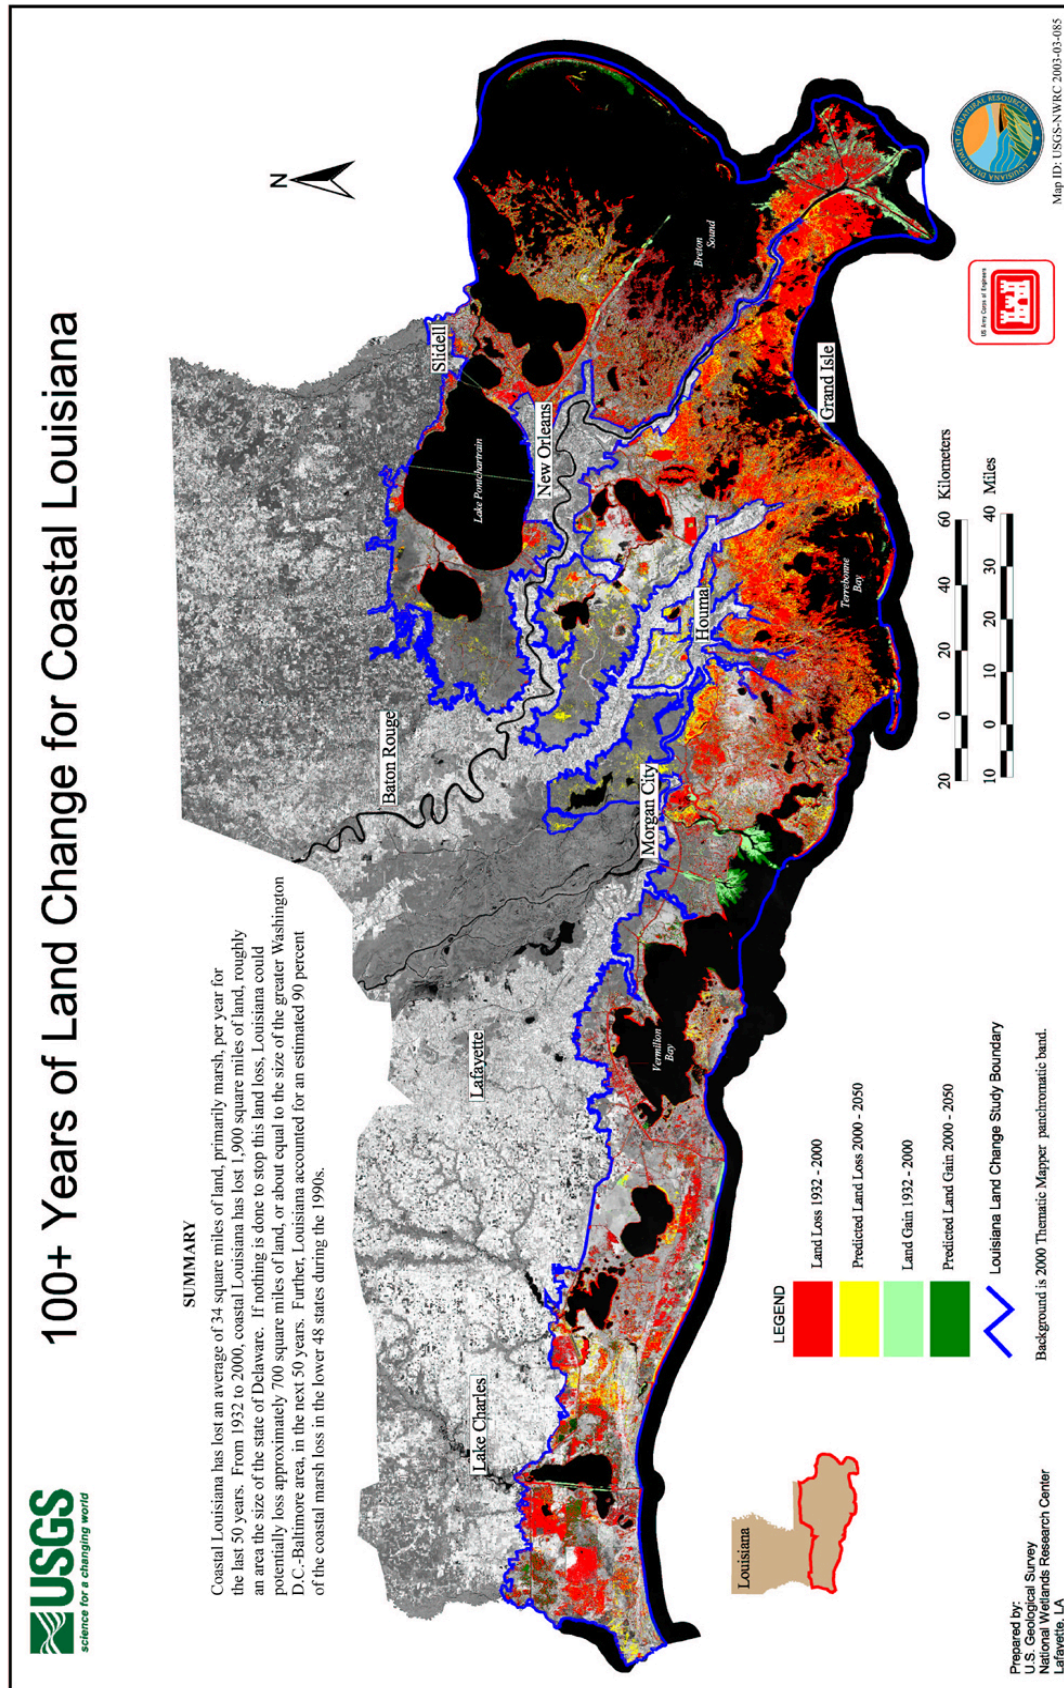 USGS
science for a changing world
100+ Years of Land Change for Coastal Louisiana
SUMMARY
Coastal Louisiana has lost an average of 34 square miles of land, primarily marsh, per year for
the last 50 years. From 1932 to 2000, coastal Louisiana has lost 1,900 square miles of land, roughly
an area the size of the state of Delaware. If nothing is done to stop this land loss, Louisiana could
potentially loss approximately 700 square miles of land, or about equal to the size of the greater Washington
D.C.-Baltimore area, in the next 50 years. Further, Louisiana accounted for an estimated 90 percent
of the coastal marsh loss in the lower 48 states during the 1990s.
N
Baton Rouge
Slidell
Lake Pontchartrain
New Orleans
Lafayette
Lake Charles
Morgan City
Houma
Breton
Sound
Vermilion
Bay
Terrebonne
Bay
Grand Isle
LEGEND
Land Loss 1932 - 2000
Predicted Land Loss 2000 - 2050
Land Gain 1932 - 2000
Predicted Land Gain 2000 - 2050
Louisiana Land Change Study Boundary
Background is 2000 Thematic Mapper panchromatic band.
20 0 20 40 60 Kilometers
10 0 10 20 30 40 Miles
Louisiana
Prepared by:
U.S. Geological Survey
National Wetlands Research Center
Lafayette, LA
US Army Corps of Engineers
LOUISIANA DEPARTMENT OF NATURAL RESOURCES
Map ID: USGS-NWRC 2003-03-085